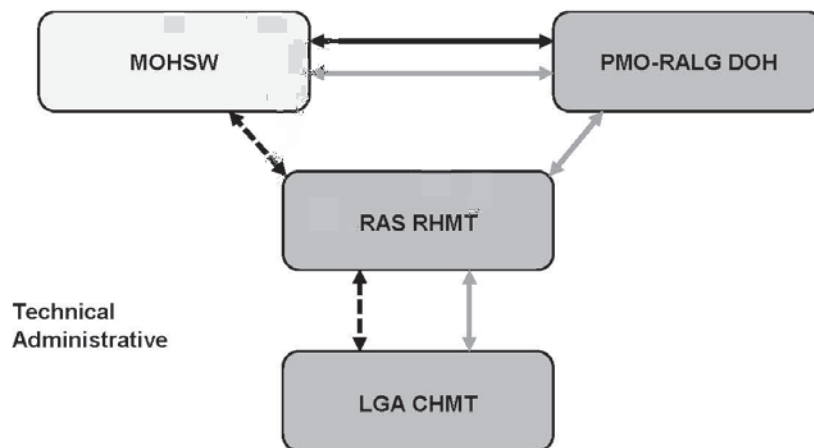 MOHSW
PMO-RALG DOH
RAS RHMT
Technical
Administrative
LGA CHMT